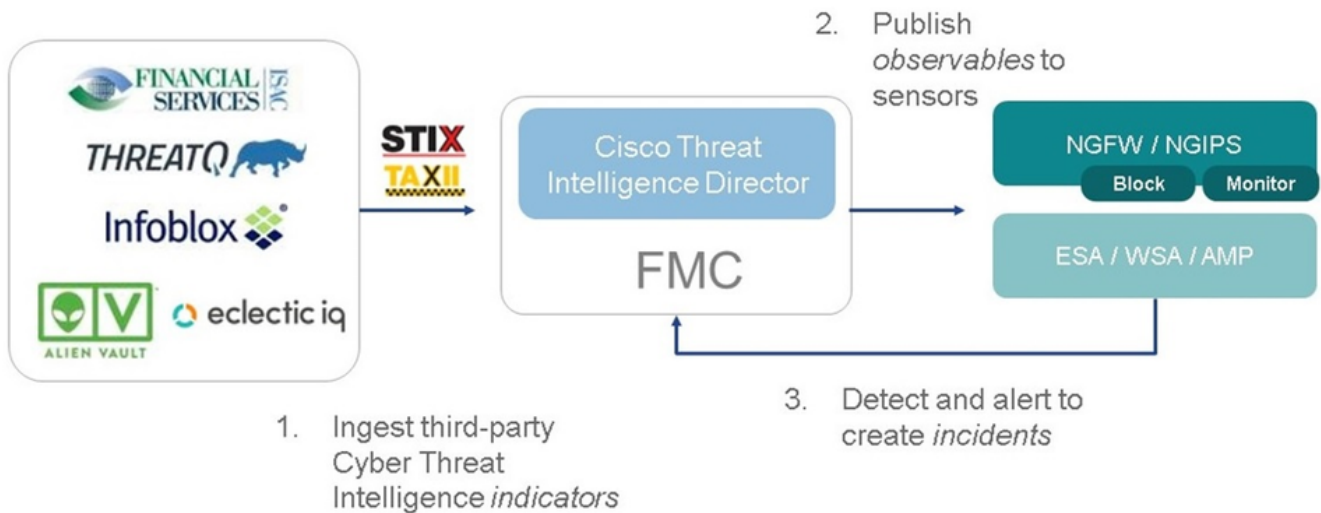 FINANCIAL
SERVICES
ISAC
THREATQ
Infoblox®
ALIEN VAULT
eclectic iq
STIX
TAXII
1. Ingest third-party
Cyber Threat
Intelligence indicators
Cisco Threat
Intelligence Director
FMC
2. Publish
observables to
sensors
NGFW / NGIPS
Block
Monitor
ESA / WSA / AMP
3. Detect and alert to
create incidents